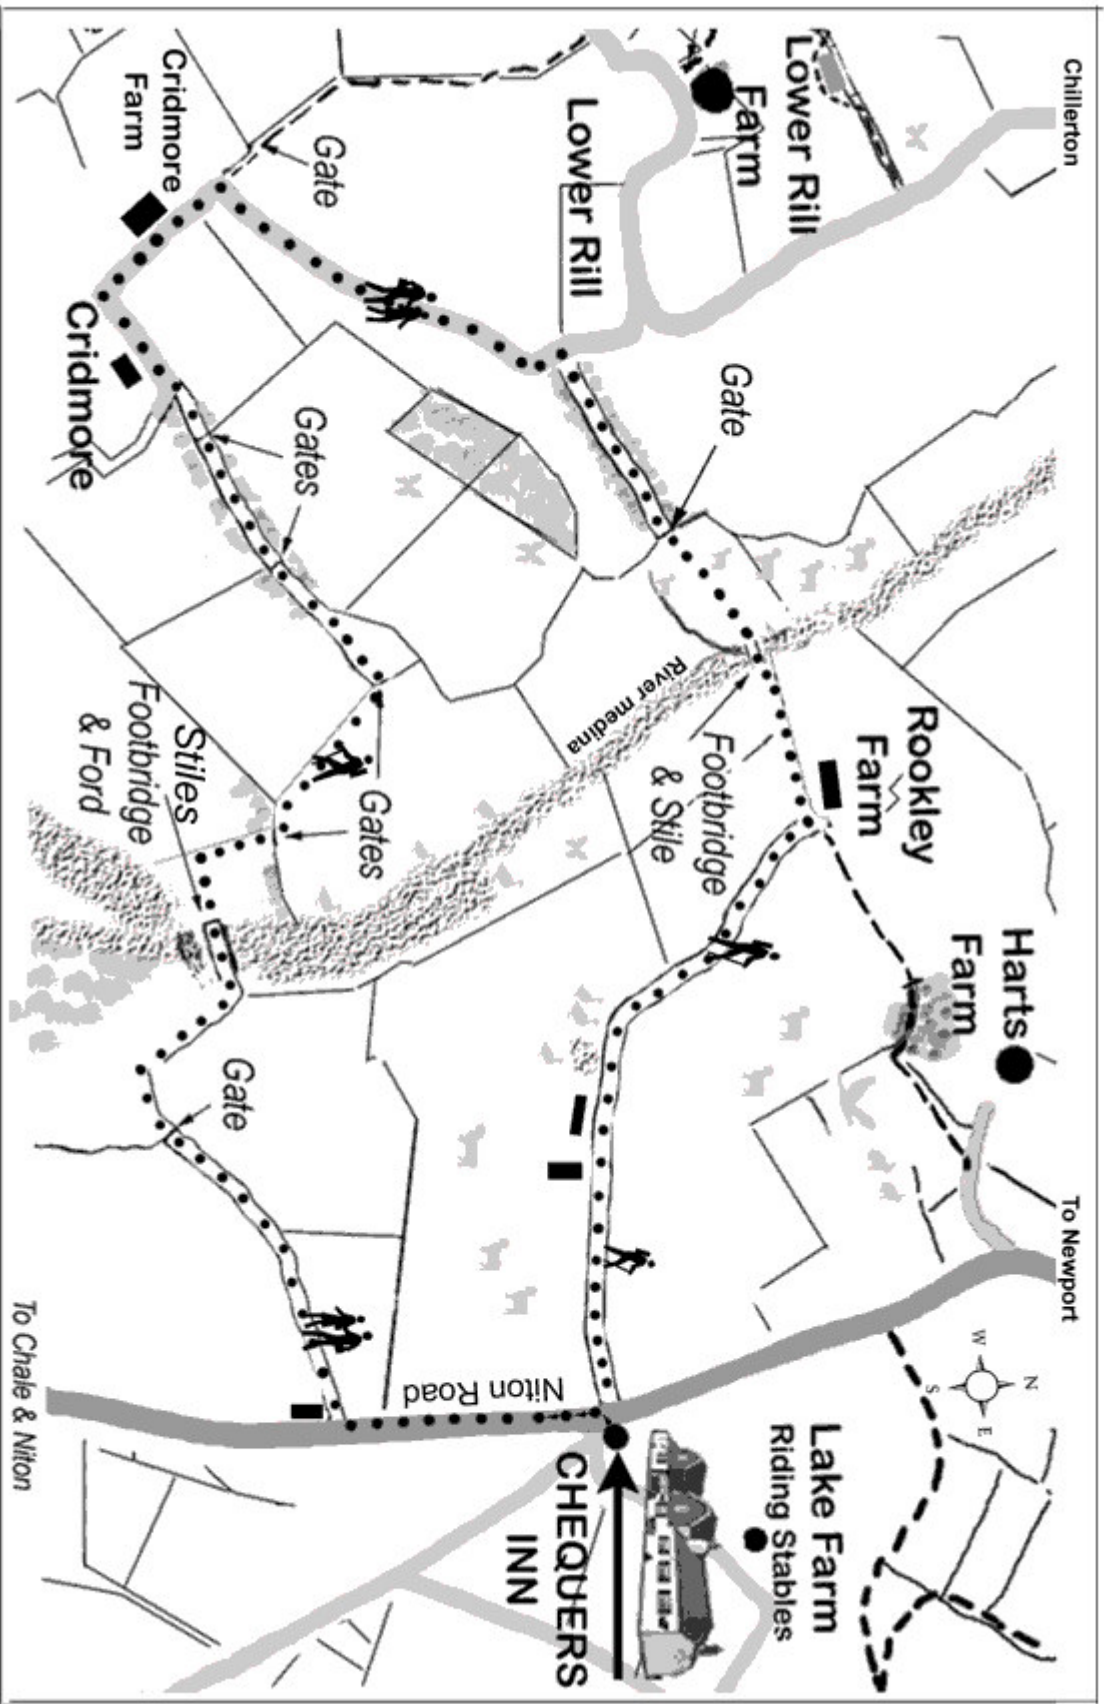 Chillerton
To Newport
Lower Rill
Farm
Lower Rill
Gate
Cridmore
Farm
Cridmore
Gates
Gate
River medina
Rookley
Farm
Footbridge
& Stile
Harts
Farm
Gates
Stiles
Footbridge
& Ford
Gate
Niton Road
N
E
S
W
Lake Farm
Riding Stables
CHEQUERS
INN
To Chale & Niton